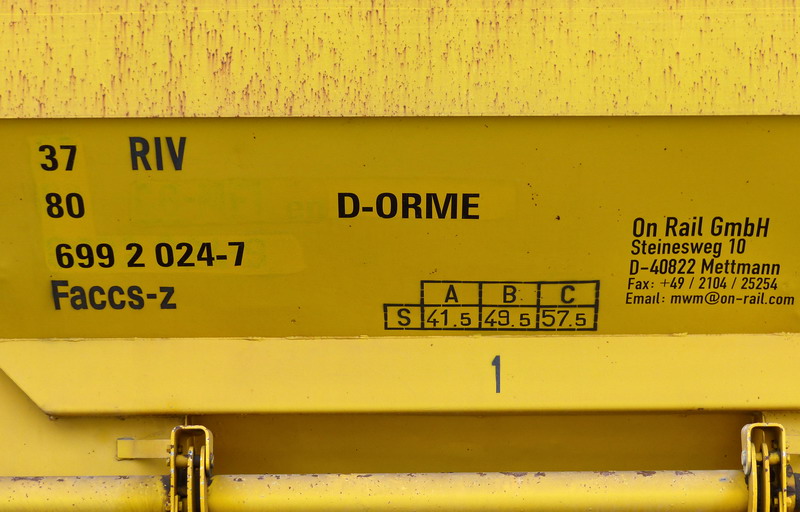 37 RIV
80 D-ORME
699 2 024-7
Faccs-z
A B C
S 41.5 49.5 57.5
On Rail GmbH
Steinesweg 10
D-40822 Mettmann
Fax: +49 / 2104 / 25254
Email: mwm@on-rail.com
1